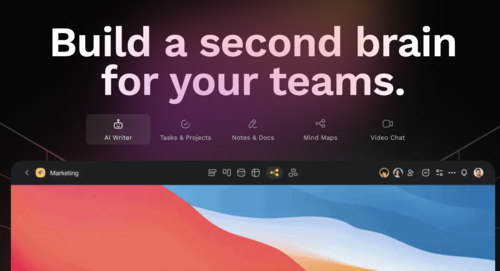 Build a second brain
for your teams.
AI Writer
Tasks & Projects
Notes & Docs
Mind Maps
Video Chat
Marketing